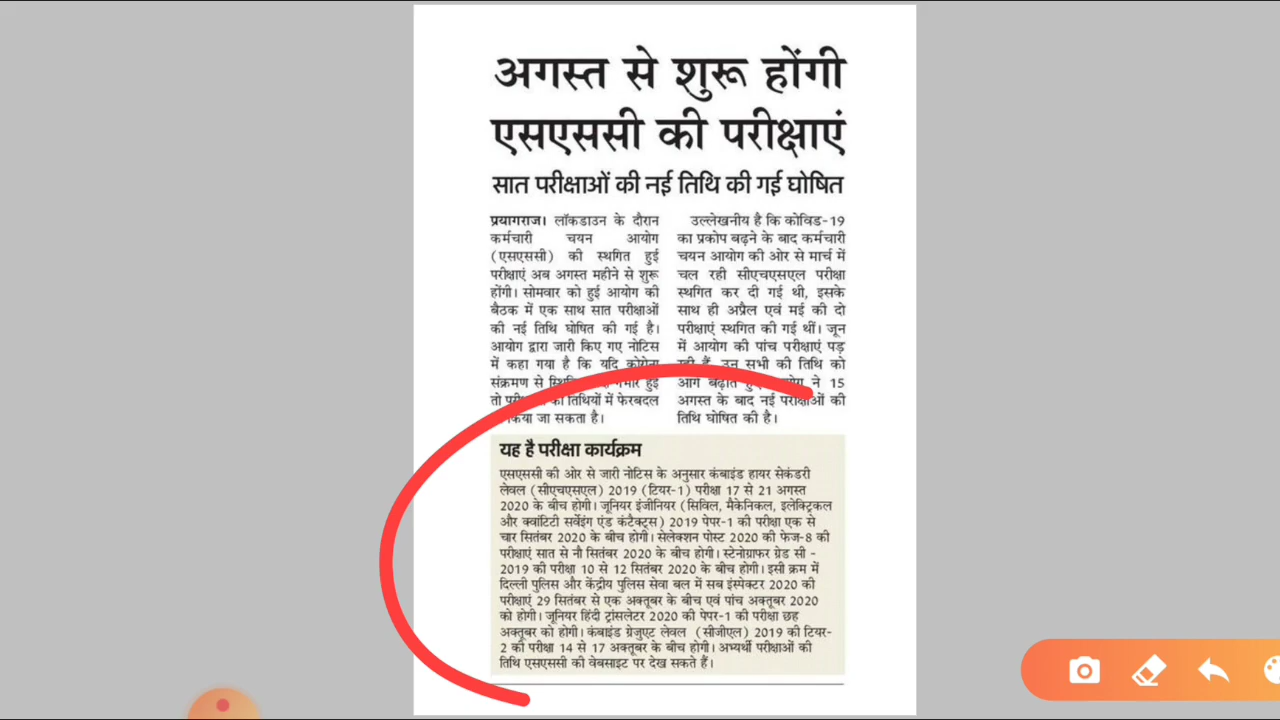 अगस्त से शुरू होंगी
एसएससी की परीक्षाएं
सात परीक्षाओं की नई तिथि की गई घोषित
प्रयागराज। लॉकडाउन के दौरान
कर्मचारी चयन आयोग
(एसएससी) की स्थगित हुई
परीक्षाएं अब अगस्त महीने से शुरू
होंगी। सोमवार को हुई आयोग की
बैठक में एक साथ सात परीक्षाओं
की नई तिथि घोषित की गई है।
आयोग द्वारा जारी किए गए नोटिस
में कहा गया है कि यदि कोरोना
संक्रमण से हुई
तो की तिथियों में फेरबदल
किया जा सकता है।
उल्लेखनीय है कि कोविड-19
का प्रकोप बढ़ने के बाद कर्मचारी
चयन आयोग की ओर से मार्च में
चल रही सीएचएसएल परीक्षा
स्थगित कर दी गई थी, इसके
साथ ही अप्रैल एवं मई की दो
परीक्षाएं स्थगित की गई थीं। जून
में आयोग की पांच परीक्षाएं पड़
रही हैं, उन सभी की तिथि को
आगे बढ़ाते ने 15
अगस्त के बाद नई परीक्षाओं की
तिथि घोषित की है।
यह है परीक्षा कार्यक्रम
एसएससी की ओर से जारी नोटिस के अनुसार कंबाइंड हायर सेकंडरी
लेवल (सीएचएसएल) 2019 (टियर-1) परीक्षा 17 से 21 अगस्त
2020 के बीच होगी। जूनियर इंजीनियर (सिविल, मैकेनिकल, इलेक्ट्रिकल
और क्वांटिटी सर्वेइंग एंड कंटैक्ट्स) 2019 पेपर-1 की परीक्षा एक से
चार सितंबर 2020 के बीच होगी। सेलेक्शन पोस्ट 2020 की फेज-8 की
परीक्षाएं सात से नौ सितंबर 2020 के बीच होगी। स्टेनोग्राफर ग्रेड सी -
2019 की परीक्षा 10 से 12 सितंबर 2020 के बीच होगी। इसी क्रम में
दिल्ली पुलिस और केंद्रीय पुलिस सेवा बल में सब इंस्पेक्टर 2020 की
परीक्षाएं 29 सितंबर से एक अक्तूबर के बीच एवं पांच अक्तूबर 2020
को होगी। जूनियर हिंदी ट्रांसलेटर 2020 की पेपर-1 की परीक्षा छह
अक्तूबर को होगी। कंबाइंड ग्रेजुएट लेवल (सीजीएल) 2019 की टियर-
2 की परीक्षा 14 से 17 अक्तूबर के बीच होगी। अभ्यर्थी परीक्षाओं की
तिथि एसएससी की वेबसाइट पर देख सकते हैं।